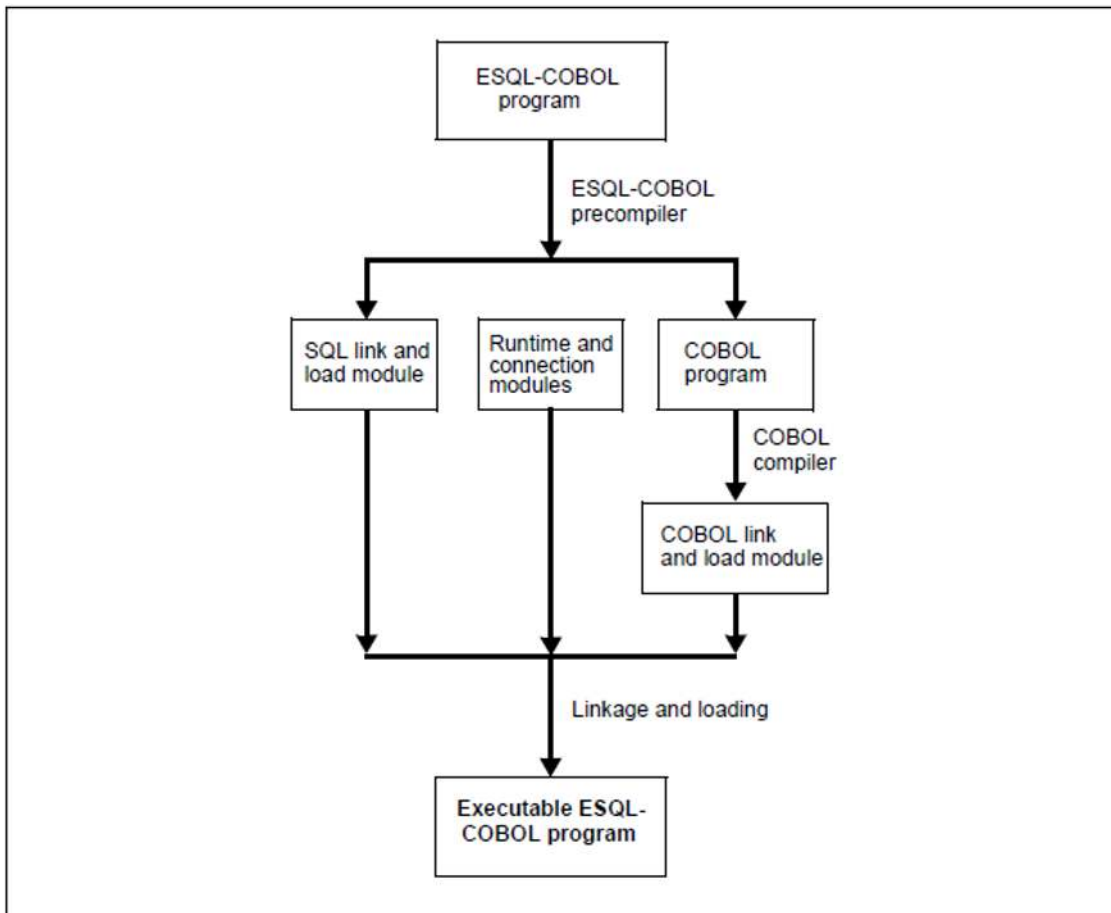 ESQL-COBOL
program
ESQL-COBOL
precompiler
SQL link and
load module
Runtime and
connection
modules
COBOL
program
COBOL
compiler
COBOL link
and load module
Linkage and loading
Executable ESQL-
COBOL program